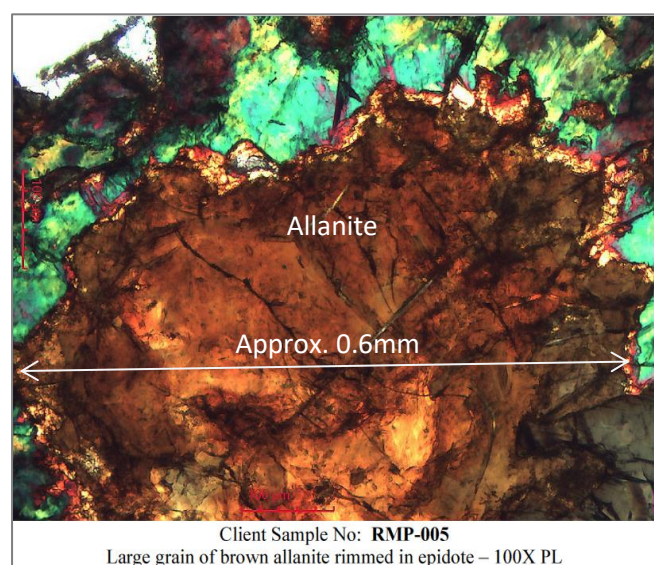 Allanite
Approx. 0.6mm
Client Sample No: RMP-005
Large grain of brown allanite rimmed in epidote – 100X PL